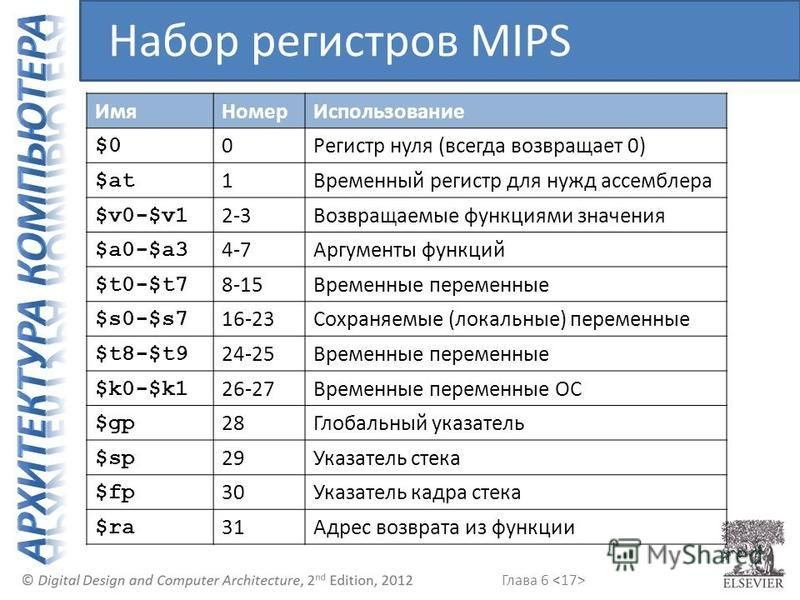 Набор регистров MIPS
АРХИТЕКТУРА КОМПЬЮТЕРА
Имя Номер Использование
$0 0 Регистр нуля (всегда возвращает 0)
$at 1 Временный регистр для нужд ассемблера
$v0-$v1 2-3 Возвращаемые функциями значения
$a0-$a3 4-7 Аргументы функций
$t0-$t7 8-15 Временные переменные
$s0-$s7 16-23 Сохраняемые (локальные) переменные
$t8-$t9 24-25 Временные переменные
$k0-$k1 26-27 Временные переменные ОС
$gp 28 Глобальный указатель
$sp 29 Указатель стека
$fp 30 Указатель кадра стека
$ra 31 Адрес возврата из функции
МуShared
© Digital Design and Computer Architecture, 2nd Edition, 2012 Глава 6 <17> ELSEVIER